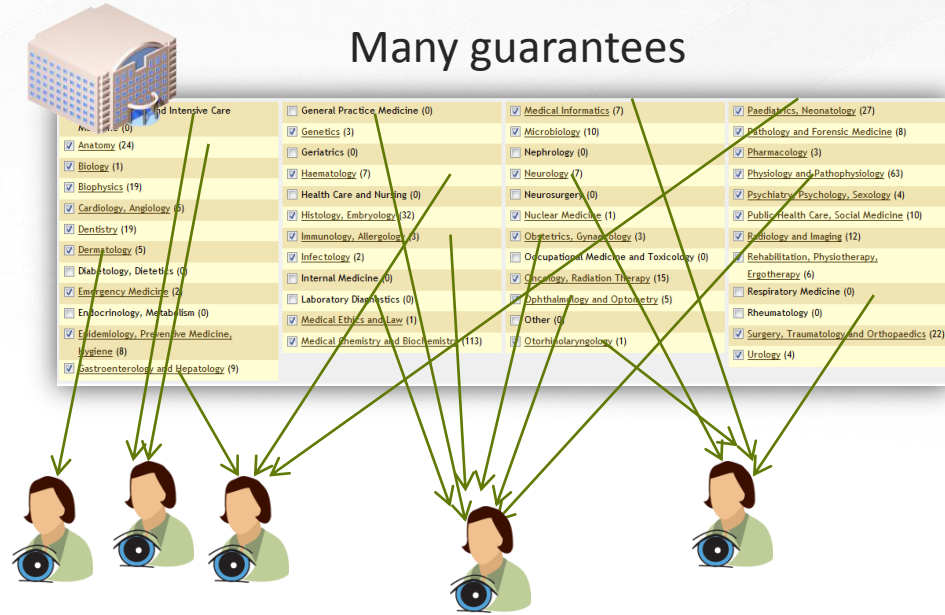 Many guarantees
and Intensive Care
(0)
Anatomy (24)
Biology (1)
Biophysics (19)
Cardiology, Angiology (5)
Dentistry (19)
Dermatology (5)
Diabetology, Dietetics (0)
Emergency Medicine (2)
Endocrinology, Metabolism (0)
Epidemiology, Preventive Medicine,
Hygiene (8)
Gastroenterology and Hepatology (9)
General Practice Medicine (0)
Genetics (3)
Geriatrics (0)
Haematology (7)
Health Care and Nursing (0)
Histology, Embryology (32)
Immunology, Allergology (3)
Infectology (2)
Internal Medicine (0)
Laboratory Diagnostics (0)
Medical Ethics and Law (1)
Medical Chemistry and Biochemistry (113)
Medical Informatics (7)
Microbiology (10)
Nephrology (0)
Neurology (7)
Neurosurgery (0)
Nuclear Medicine (1)
Obstetrics, Gynaecology (3)
Occupational Medicine and Toxicology (0)
Oncology, Radiation Therapy (15)
Ophthalmology and Optometry (5)
Other (0)
Otorhinolaryngology (1)
Paediatrics, Neonatology (27)
Pathology and Forensic Medicine (8)
Pharmacology (3)
Physiology and Pathophysiology (63)
Psychiatry, Psychology, Sexology (4)
Public Health Care, Social Medicine (10)
Radiology and Imaging (12)
Rehabilitation, Physiotherapy,
Ergotherapy (6)
Respiratory Medicine (0)
Rheumatology (0)
Surgery, Traumatology and Orthopaedics (22)
Urology (4)